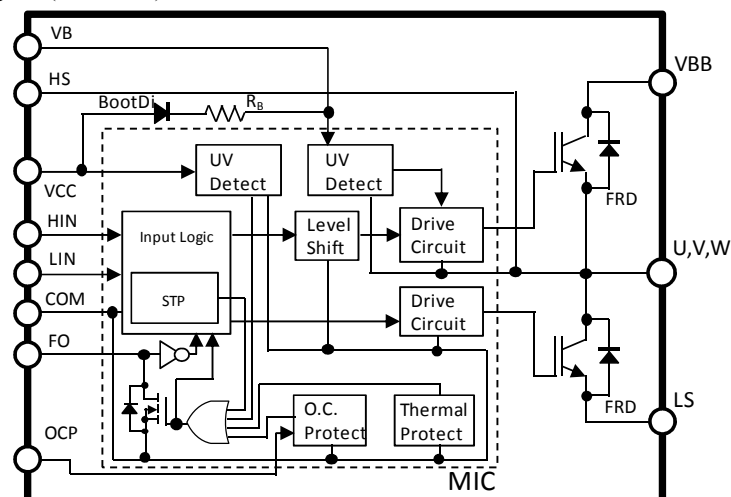 VB
VBB
HS
BootDi
RB
UV
Detect
UV
Detect
VCC
FRD
HIN
Input Logic
Level
Shift
Drive
Circuit
U,V,W
LIN
STP
COM
Drive
Circuit
FO
FRD
LS
O.C.
Protect
Thermal
Protect
OCP
MIC